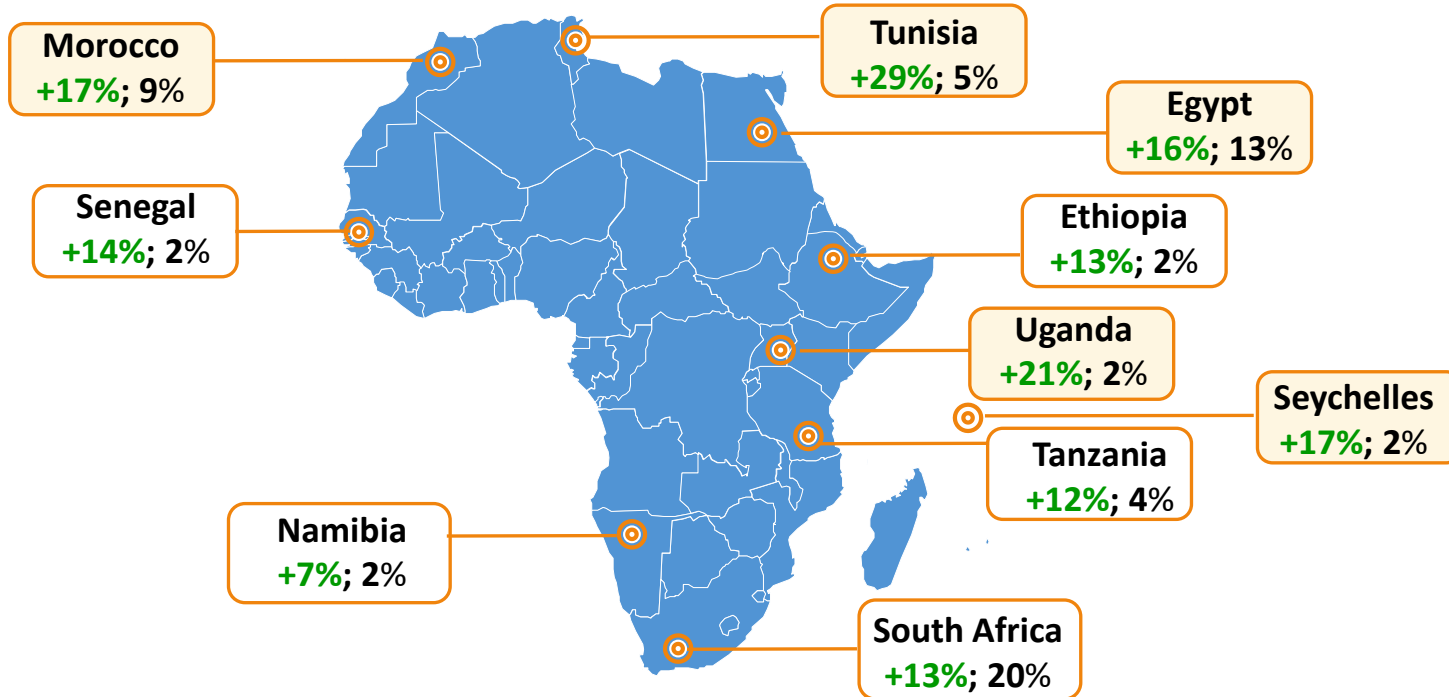 Morocco
+17%; 9%
Tunisia
+29%; 5%
Egypt
+16%; 13%
Senegal
+14%; 2%
Ethiopia
+13%; 2%
Uganda
+21%; 2%
Seychelles
+17%; 2%
Tanzania
+12%; 4%
Namibia
+7%; 2%
South Africa
+13%; 20%